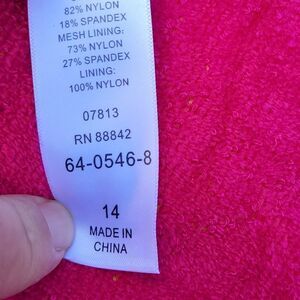 82% NYLON
18% SPANDEX
MESH LINING:
73% NYLON
27% SPANDEX
LINING:
100% NYLON
07813
RN 88842
64-0546-8
14
MADE IN
CHINA